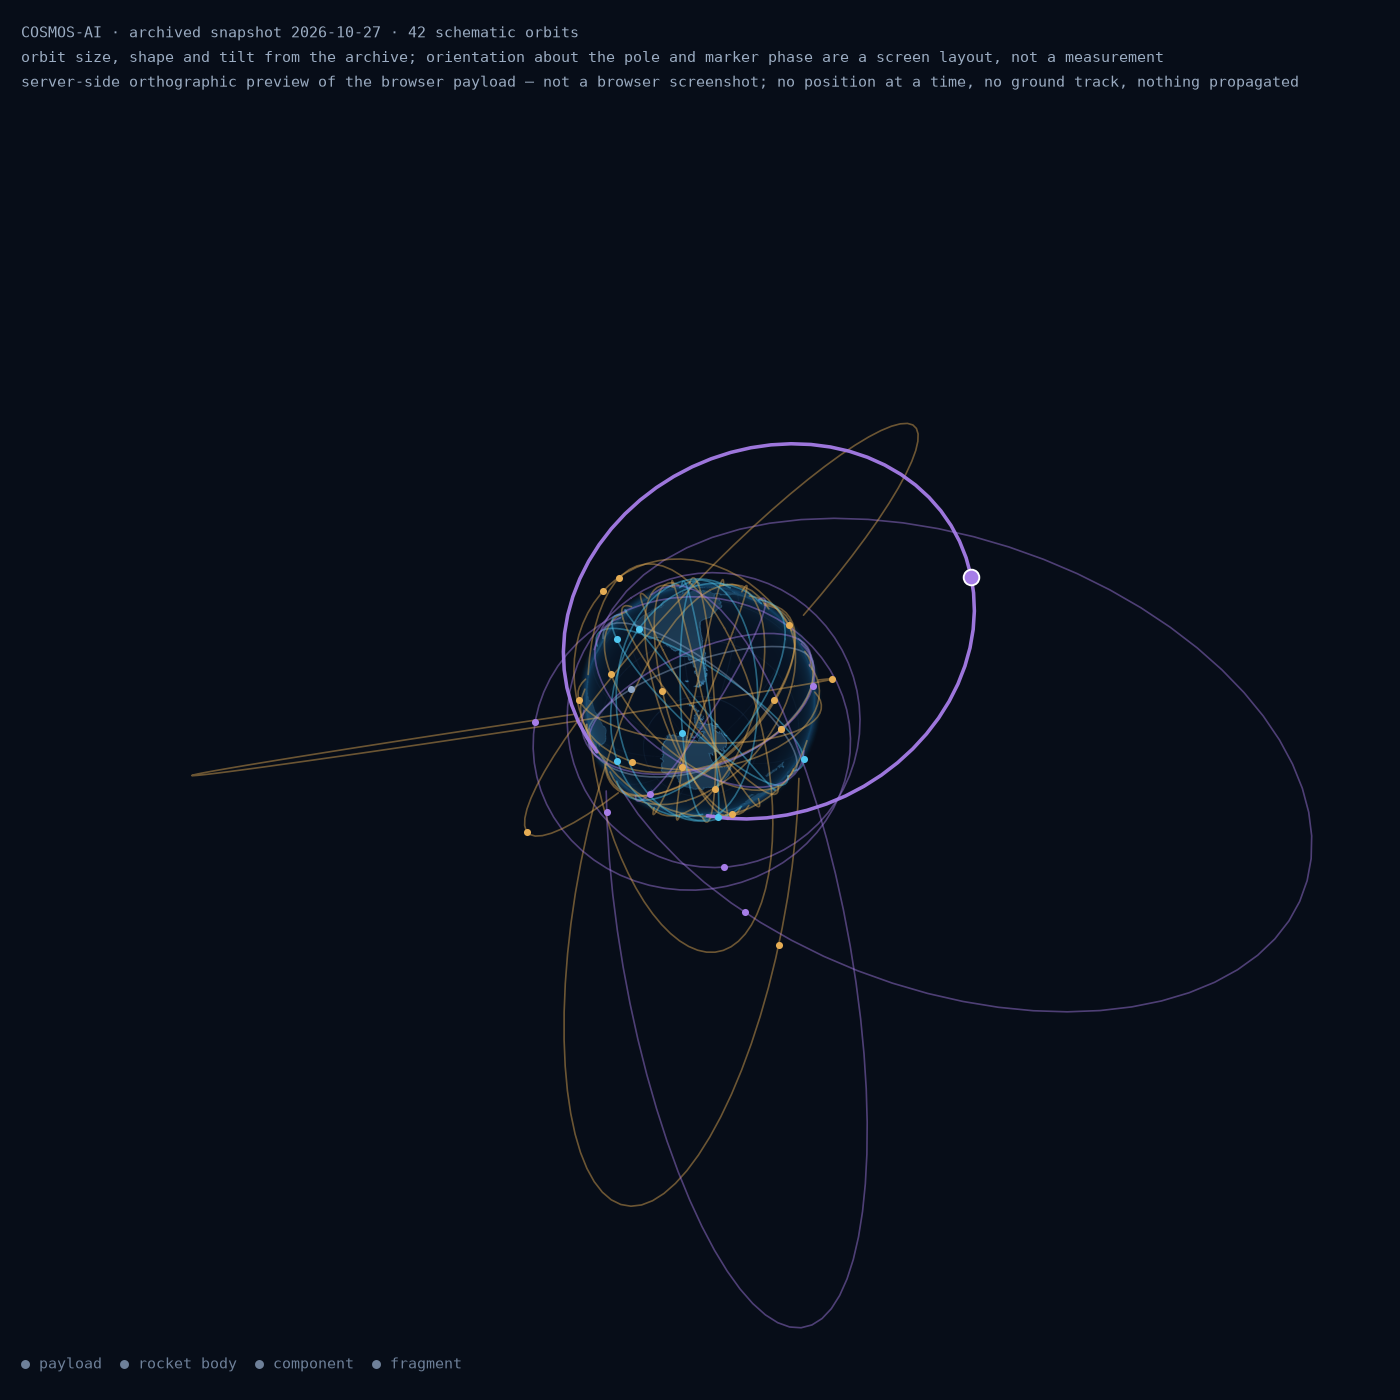 COSMOS-AI · archived snapshot 2026-10-27 · 42 schematic orbits
orbit size, shape and tilt from the archive; orientation about the pole and marker phase are a screen layout, not a measurement
server-side orthographic preview of the browser payload — not a browser screenshot; no position at a time, no ground track, nothing propagated
payload rocket body component fragment